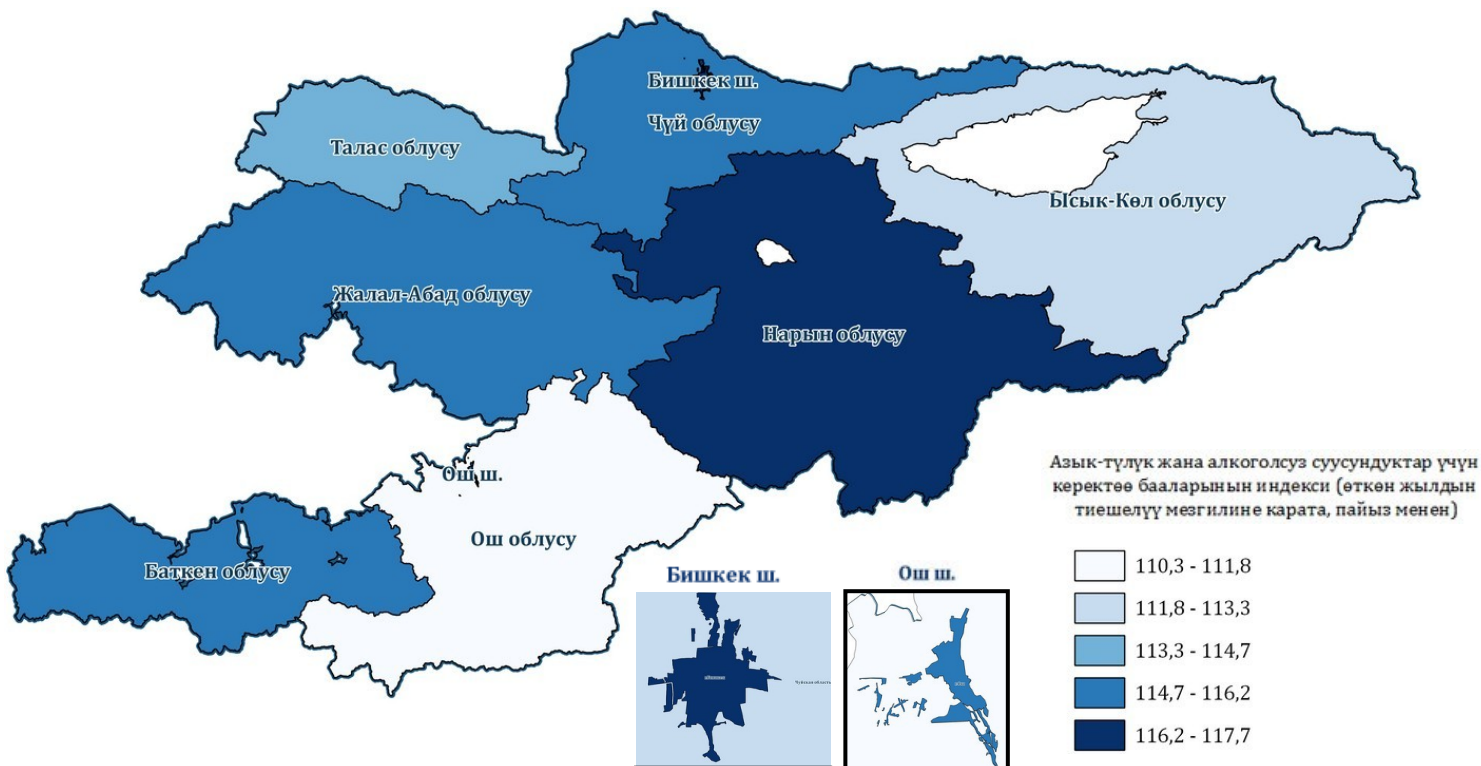 Бишкек ш.
Чүй облусу
Талас облусу
Ысык-Көл облусу
Жалал-Абад облусу
Нарын облусу
Ош ш.
Ош облусу
Баткен облусу
Азык-түлүк жана алкоголсуз суусундуктар үчүн
керектөө бааларынын индекси (өткөн жылдын
тиешелүү мезгилине карата, пайыз менен)
110,3 - 111,8
111,8 - 113,3
113,3 - 114,7
114,7 - 116,2
116,2 - 117,7
Бишкек ш.
Ош ш.
Чуйская область